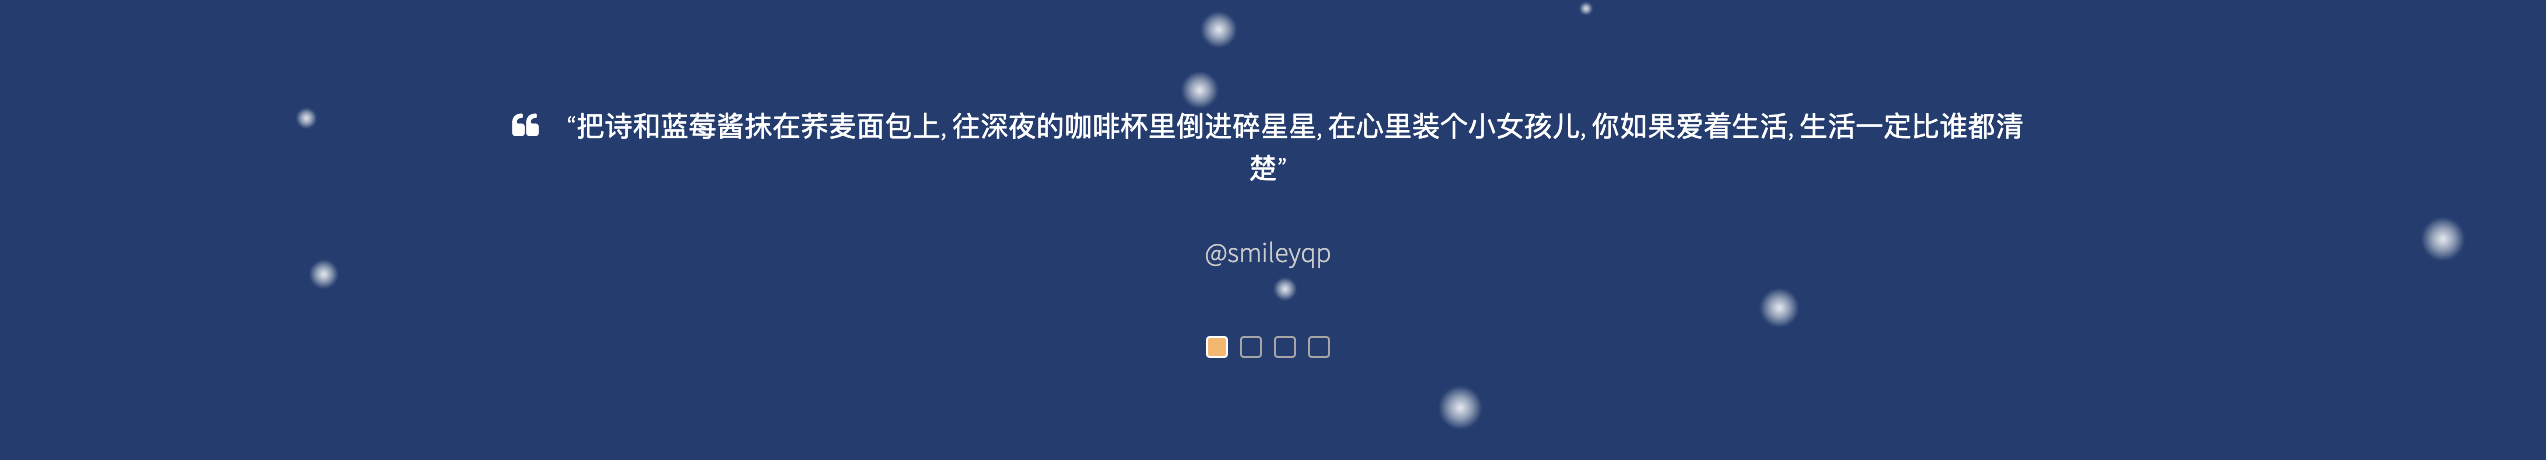 “把诗和蓝莓酱抹在荞麦面包上, 往深夜的咖啡杯里倒进碎星星, 在心里装个小女孩儿, 你如果爱着生活, 生活一定比谁都清
楚”
@smileyqp